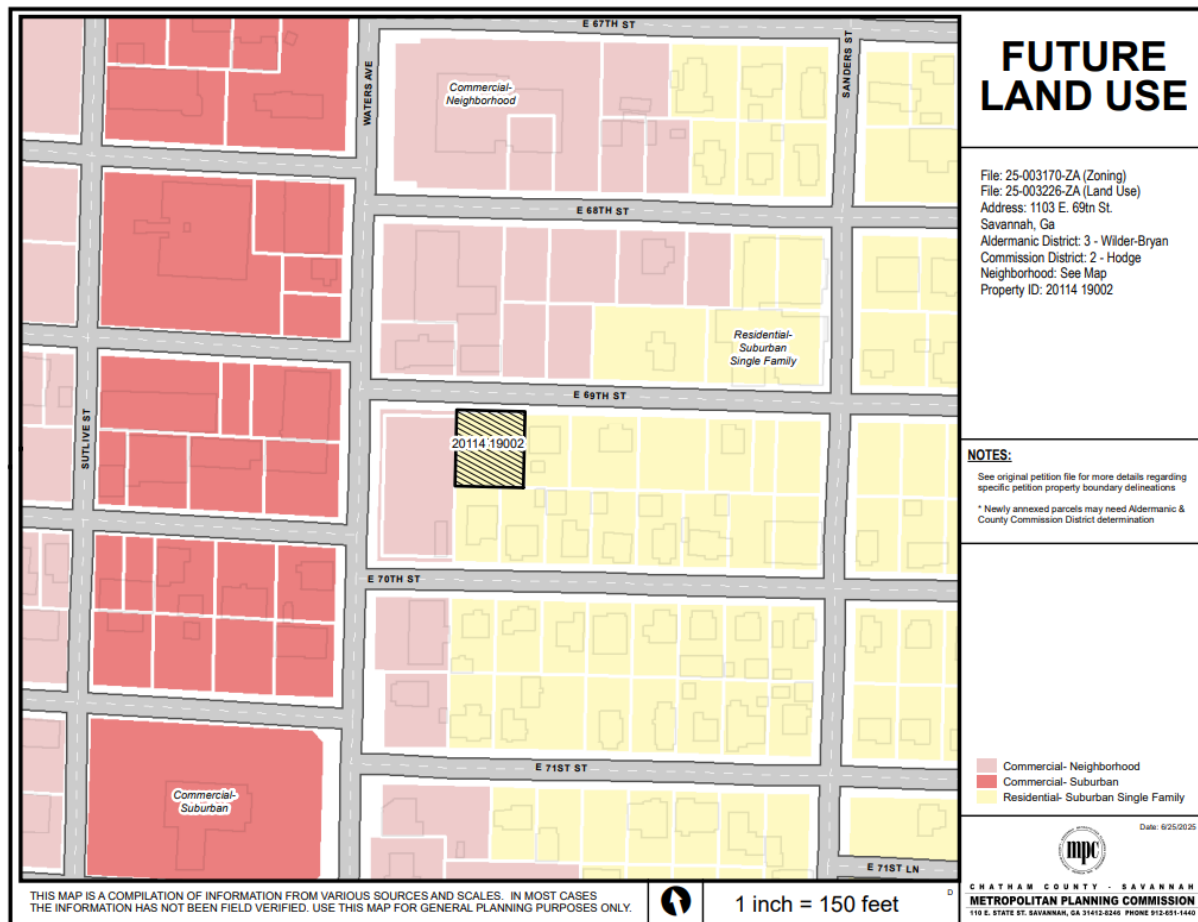 E 67TH ST
SANDERS ST
WATERS AVE
Commercial-
Neighborhood
E 68TH ST
Residential-
Suburban
Single Family
E 69TH ST
20114 19002
SUTLIVE ST
E 70TH ST
E 71ST ST
Commercial-
Suburban
E 71ST LN
FUTURE
LAND USE
File: 25-003170-ZA (Zoning)
File: 25-003226-ZA (Land Use)
Address: 1103 E. 69tn St.
Savannah, Ga
Aldermanic District: 3 - Wilder-Bryan
Commission District: 2 - Hodge
Neighborhood: See Map
Property ID: 20114 19002
NOTES:
See original petition file for more details regarding
specific petition property boundary delineations
* Newly annexed parcels may need Aldermanic &
County Commission District determination
Commercial- Neighborhood
Commercial- Suburban
Residential- Suburban Single Family
Date: 6/25/2025
mpc
CHATHAM COUNTY - SAVANNAH
METROPOLITAN PLANNING COMMISSION
110 E. STATE ST. SAVANNAH, GA 31412-8246 PHONE 912-651-1440
THIS MAP IS A COMPILATION OF INFORMATION FROM VARIOUS SOURCES AND SCALES. IN MOST CASES
THE INFORMATION HAS NOT BEEN FIELD VERIFIED. USE THIS MAP FOR GENERAL PLANNING PURPOSES ONLY.
1 inch = 150 feet
D